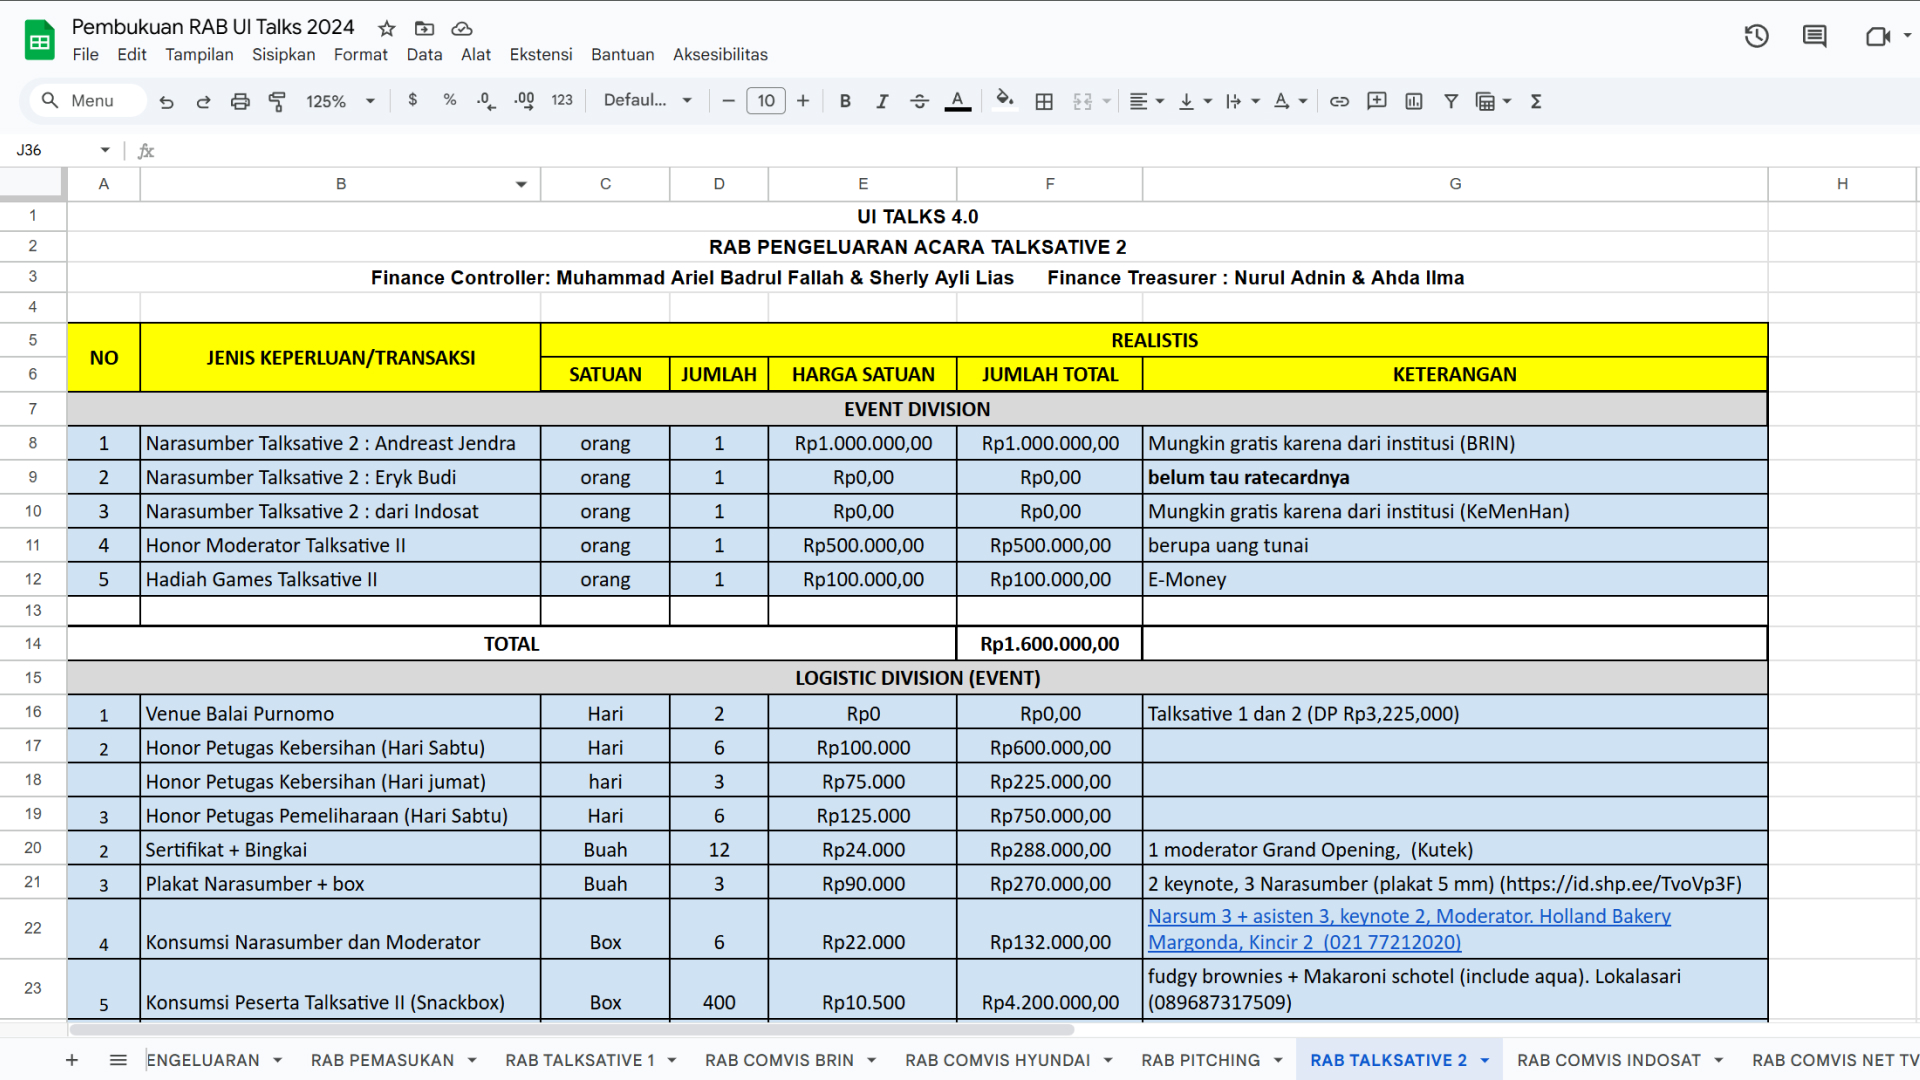 Pembukuan RAB UI Talks 2024
File Edit Tampilan Sisipkan Format Data Alat Ekstensi Bantuan Aksesibilitas
Menu 125% $ % .0 .00 123 Defaul... − 10 + B I A Σ
J36 fx
A B C D E F G H
1 UI TALKS 4.0
2 RAB PENGELUARAN ACARA TALKSATIVE 2
3 Finance Controller: Muhammad Ariel Badrul Fallah & Sherly Ayli Lias Finance Treasurer : Nurul Adnin & Ahda Ilma
4
5 NO JENIS KEPERLUAN/TRANSAKSI REALISTIS
6 SATUAN JUMLAH HARGA SATUAN JUMLAH TOTAL KETERANGAN
7 EVENT DIVISION
8 1 Narasumber Talksative 2 : Andreast Jendra orang 1 Rp1.000.000,00 Rp1.000.000,00 Mungkin gratis karena dari institusi (BRIN)
9 2 Narasumber Talksative 2 : Eryk Budi orang 1 Rp0,00 Rp0,00 belum tau ratecardnya
10 3 Narasumber Talksative 2 : dari Indosat orang 1 Rp0,00 Rp0,00 Mungkin gratis karena dari institusi (KeMenHan)
11 4 Honor Moderator Talksative II orang 1 Rp500.000,00 Rp500.000,00 berupa uang tunai
12 5 Hadiah Games Talksative II orang 1 Rp100.000,00 Rp100.000,00 E-Money
13
14 TOTAL Rp1.600.000,00
15 LOGISTIC DIVISION (EVENT)
16 1 Venue Balai Purnomo Hari 2 Rp0 Rp0,00 Talksative 1 dan 2 (DP Rp3,225,000)
17 2 Honor Petugas Kebersihan (Hari Sabtu) Hari 6 Rp100.000 Rp600.000,00
18 Honor Petugas Kebersihan (Hari jumat) hari 3 Rp75.000 Rp225.000,00
19 3 Honor Petugas Pemeliharaan (Hari Sabtu) Hari 6 Rp125.000 Rp750.000,00
20 2 Sertifikat + Bingkai Buah 12 Rp24.000 Rp288.000,00 1 moderator Grand Opening, (Kutek)
21 3 Plakat Narasumber + box Buah 3 Rp90.000 Rp270.000,00 2 keynote, 3 Narasumber (plakat 5 mm) (https://id.shp.ee/TvoVp3F)
22 4 Konsumsi Narasumber dan Moderator Box 6 Rp22.000 Rp132.000,00 Narsum 3 + asisten 3, keynote 2, Moderator. Holland Bakery
Margonda, Kincir 2 (021 77212020)
23 5 Konsumsi Peserta Talksative II (Snackbox) Box 400 Rp10.500 Rp4.200.000,00 fudgy brownies + Makaroni schotel (include aqua). Lokalasari
(089687317509)
+ ENGELUARAN RAB PEMASUKAN RAB TALKSATIVE 1 RAB COMVIS BRIN RAB COMVIS HYUNDAI RAB PITCHING RAB TALKSATIVE 2 RAB COMVIS INDOSAT RAB COMVIS NET TV